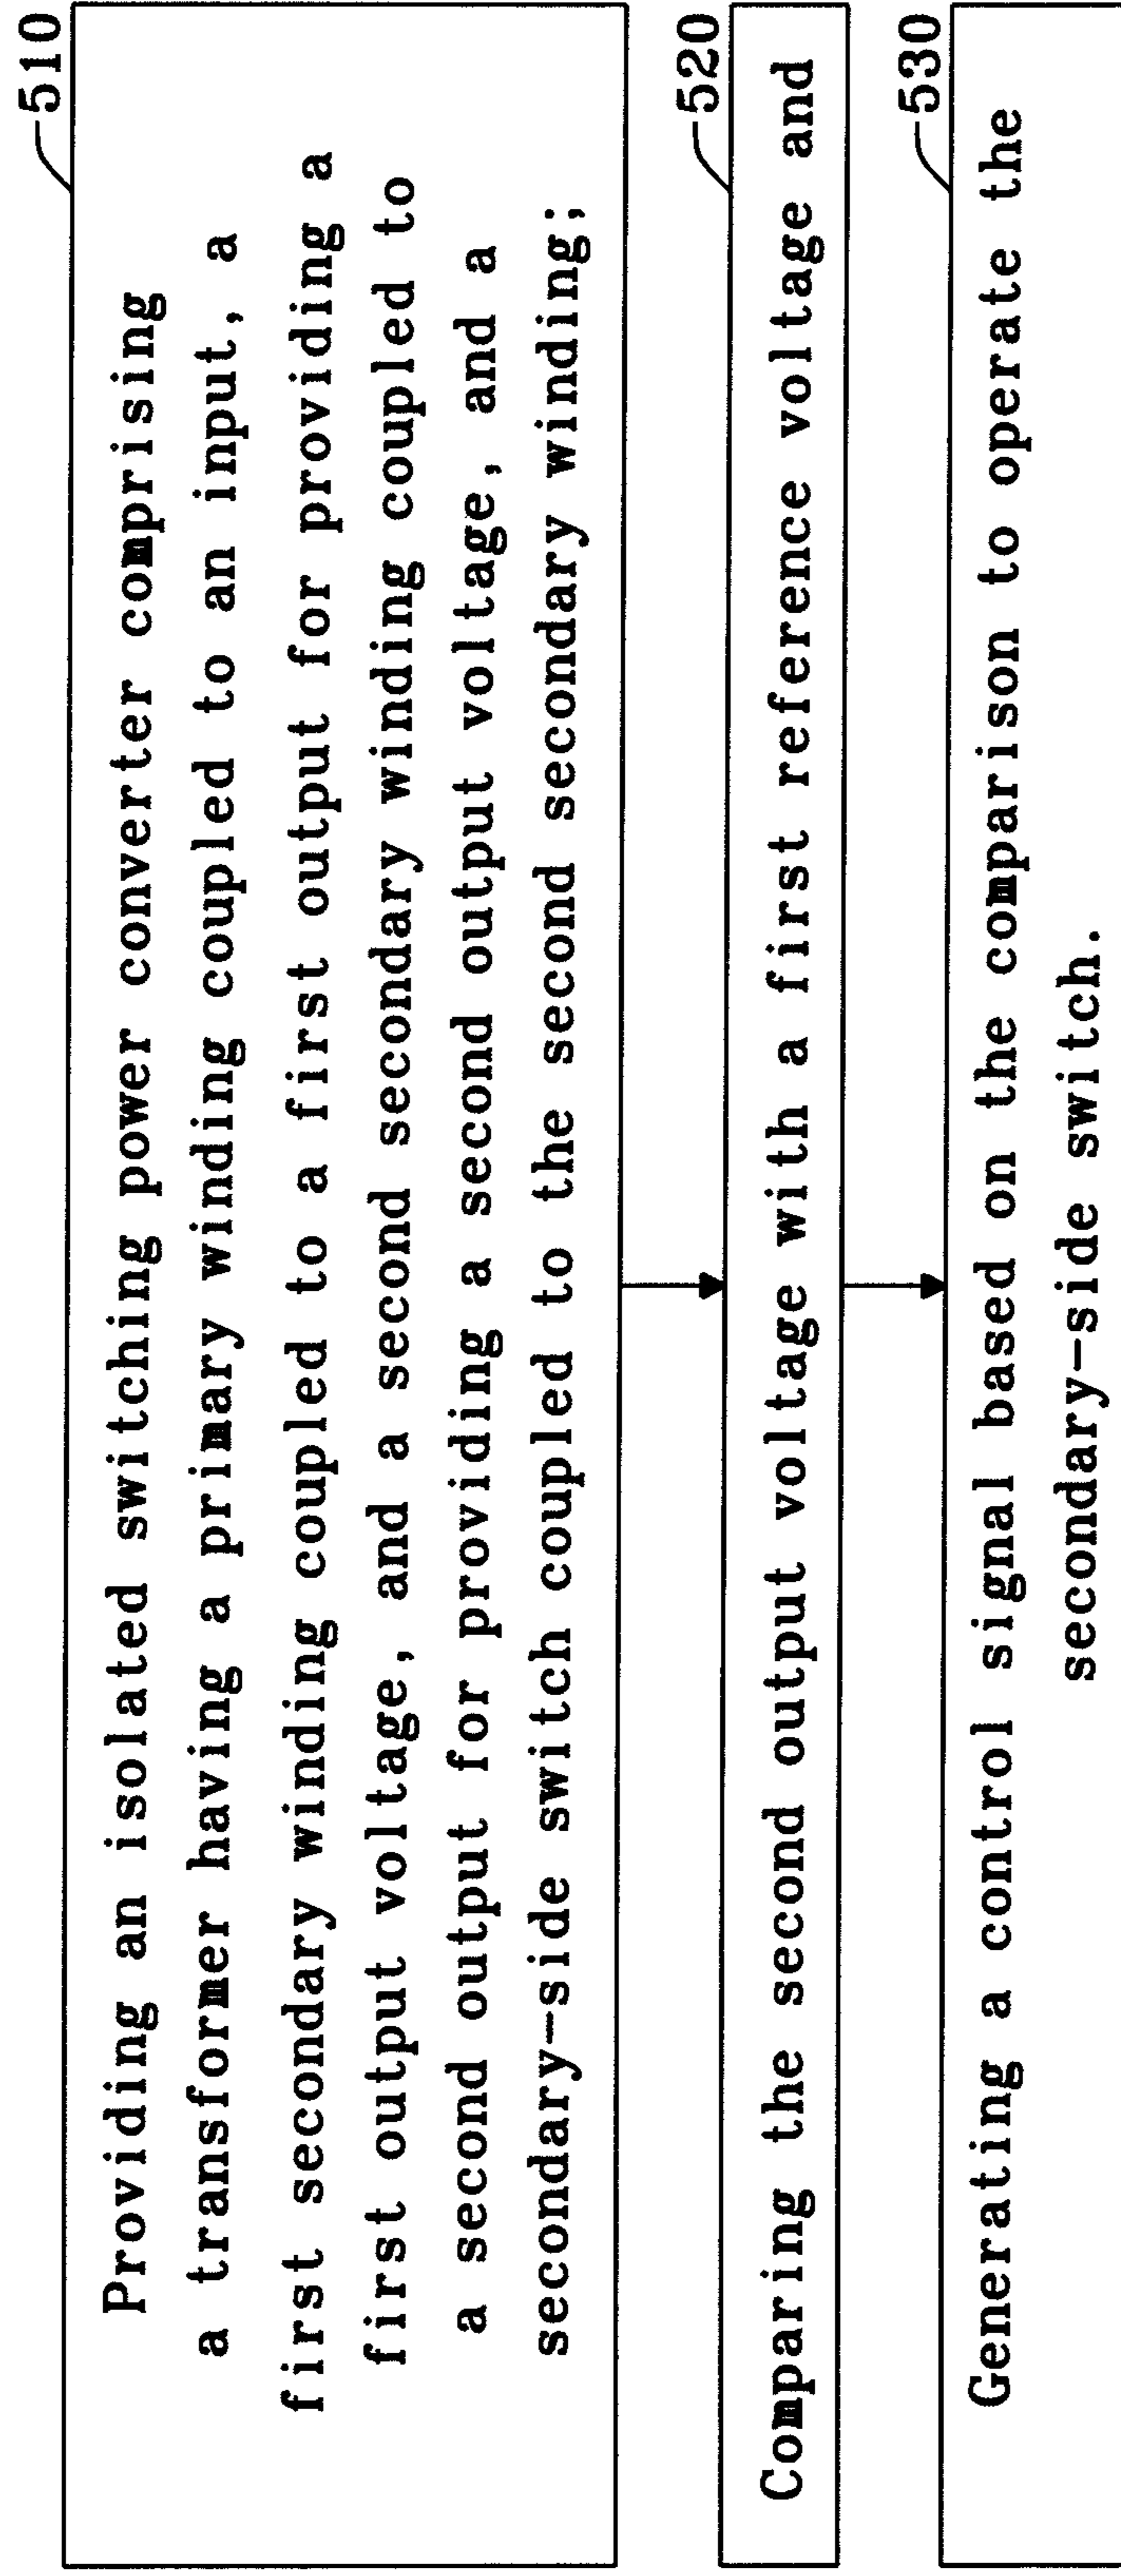 510
Providing an isolated switching power converter comprising
a transformer having a primary winding coupled to an input, a
first secondary winding coupled to a first output for providing a
first output voltage, and a second secondary winding coupled to
a second output for providing a second output voltage, and a
secondary-side switch coupled to the second secondary winding;
520
Comparing the second output voltage with a first reference voltage and
530
Generating a control signal based on the comparison to operate the
secondary-side switch.